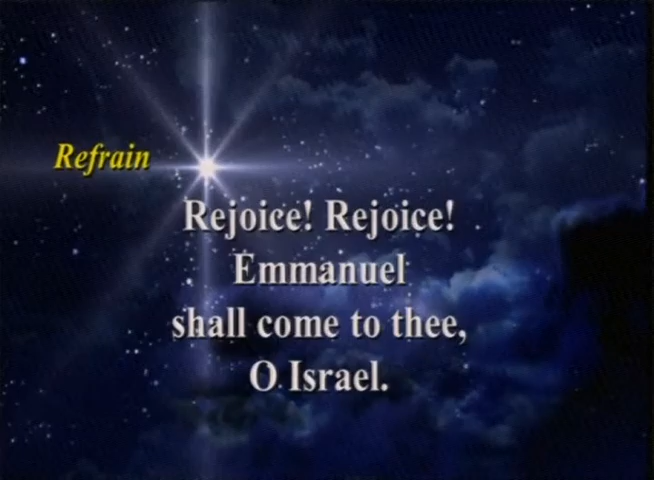 Refrain
Rejoice! Rejoice!
Emmanuel
shall come to thee,
O Israel.